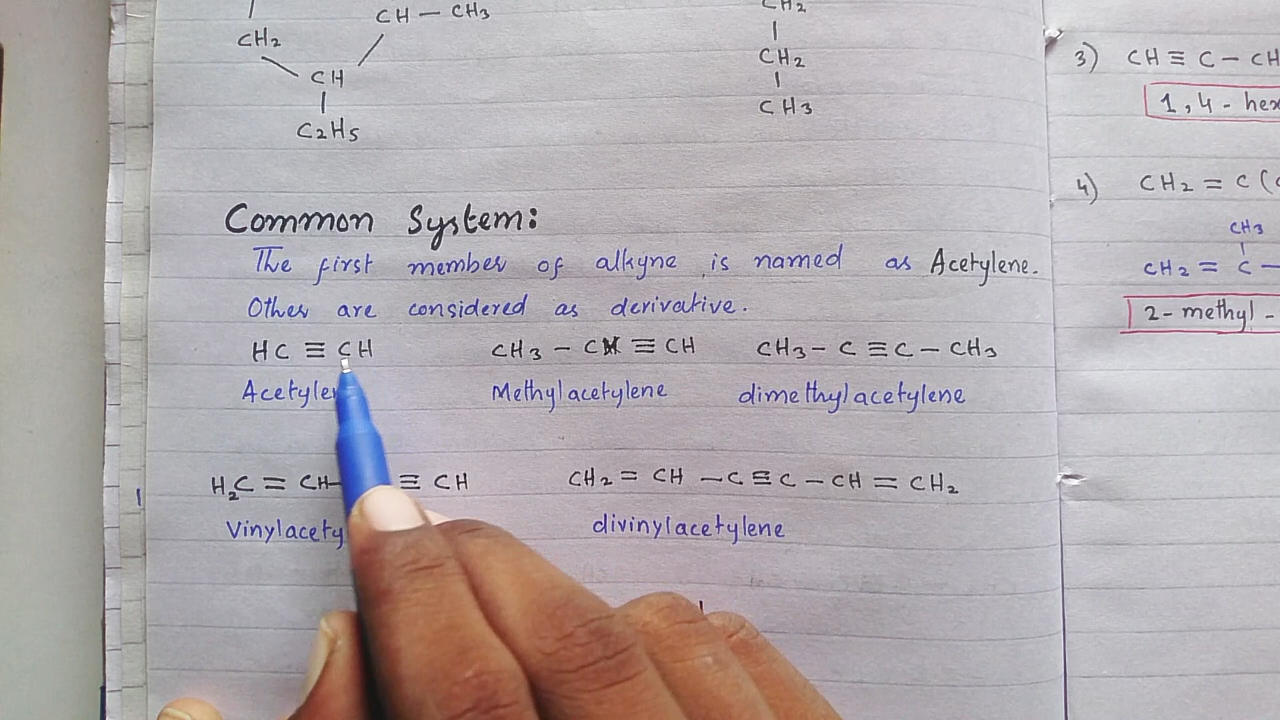 CH — CH3
CH2
CH
C2H5
CH2
CH2
CH3
Common System:
The first member of alkyne is named as Acetylene.
Other are considered as derivative.
HC ≡ CH
CH3 – C ≡ CH
CH3 – C ≡ C – CH3
Methylacetylene
dimethylacetylene
H2C = CH– ≡ CH
CH2 = CH – C ≡ C – CH = CH2
divinylacetylene
3) CH ≡ C – CH
1,4-
4) CH2 = C (
CH3
CH2 = C –
2-methyl-